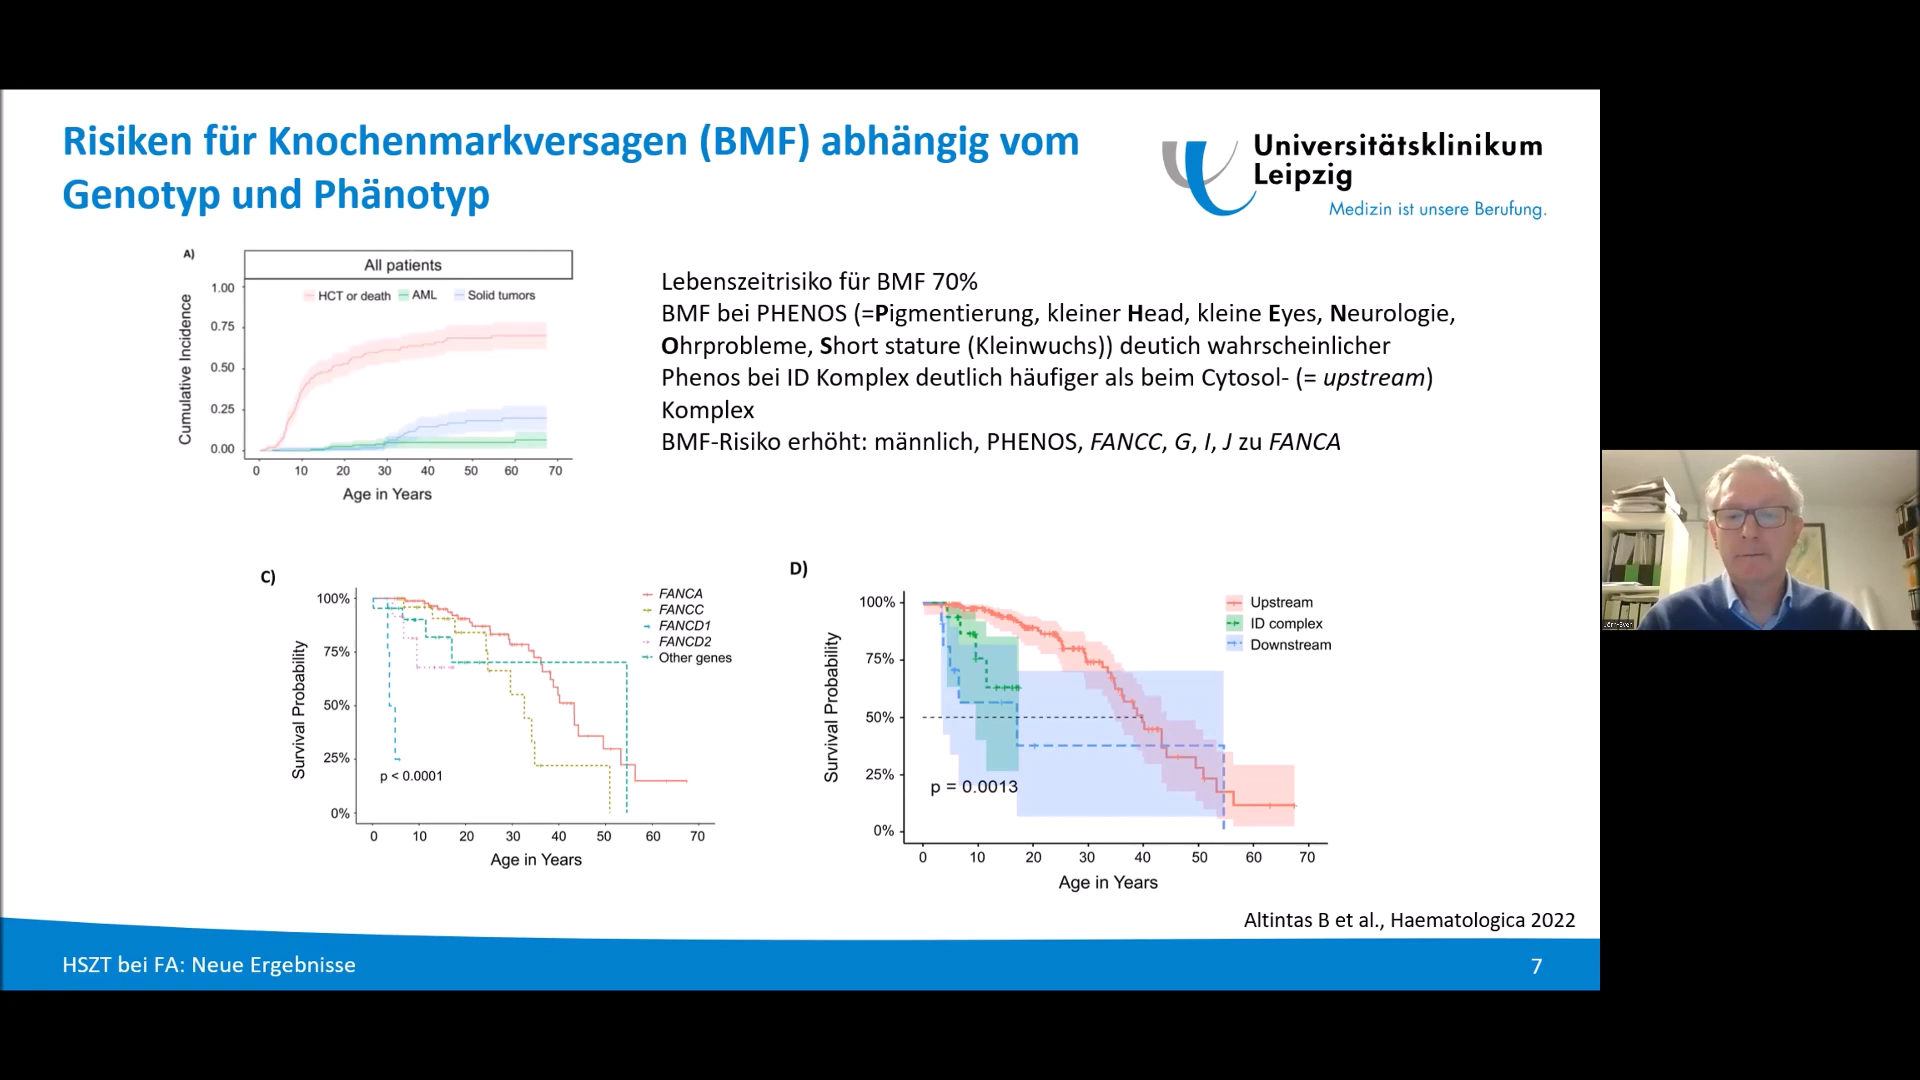 Risiken für Knochenmarkversagen (BMF) abhängig vom
Genotyp und Phänotyp
Universitätsklinikum
Leipzig
Medizin ist unsere Berufung.
A)
All patients
HCT or death AML Solid tumors
Cumulative Incidence
1.00
0.75
0.50
0.25
0.00
0 10 20 30 40 50 60 70
Age in Years
Lebenszeitrisiko für BMF 70%
BMF bei PHENOS (=Pigmentierung, kleiner Head, kleine Eyes, Neurologie,
Ohrprobleme, Short stature (Kleinwuchs)) deutich wahrscheinlicher
Phenos bei ID Komplex deutlich häufiger als beim Cytosol- (= upstream)
Komplex
BMF-Risiko erhöht: männlich, PHENOS, FANCC, G, I, J zu FANCA
C)
Survival Probability
100%
75%
50%
25%
0%
FANCA
FANCC
FANCD1
FANCD2
Other genes
p < 0.0001
0 10 20 30 40 50 60 70
Age in Years
D)
Survival Probability
100%
75%
50%
25%
0%
Upstream
ID complex
Downstream
p = 0.0013
0 10 20 30 40 50 60 70
Age in Years
Altintas B et al., Haematologica 2022
HSZT bei FA: Neue Ergebnisse
7